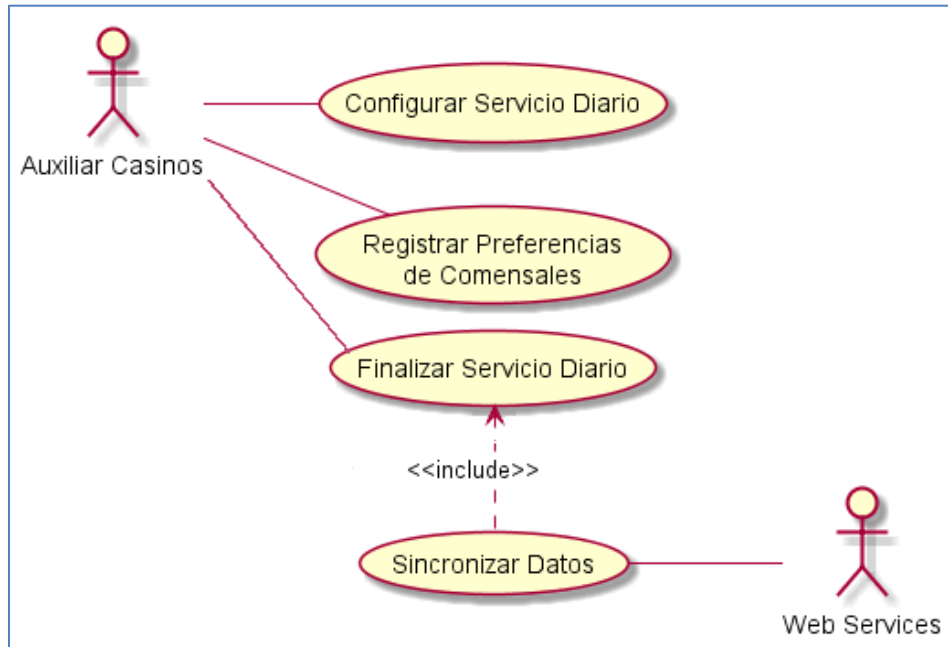 Auxiliar Casinos
Configurar Servicio Diario
Registrar Preferencias
de Comensales
Finalizar Servicio Diario
<<include>>
Sincronizar Datos
Web Services